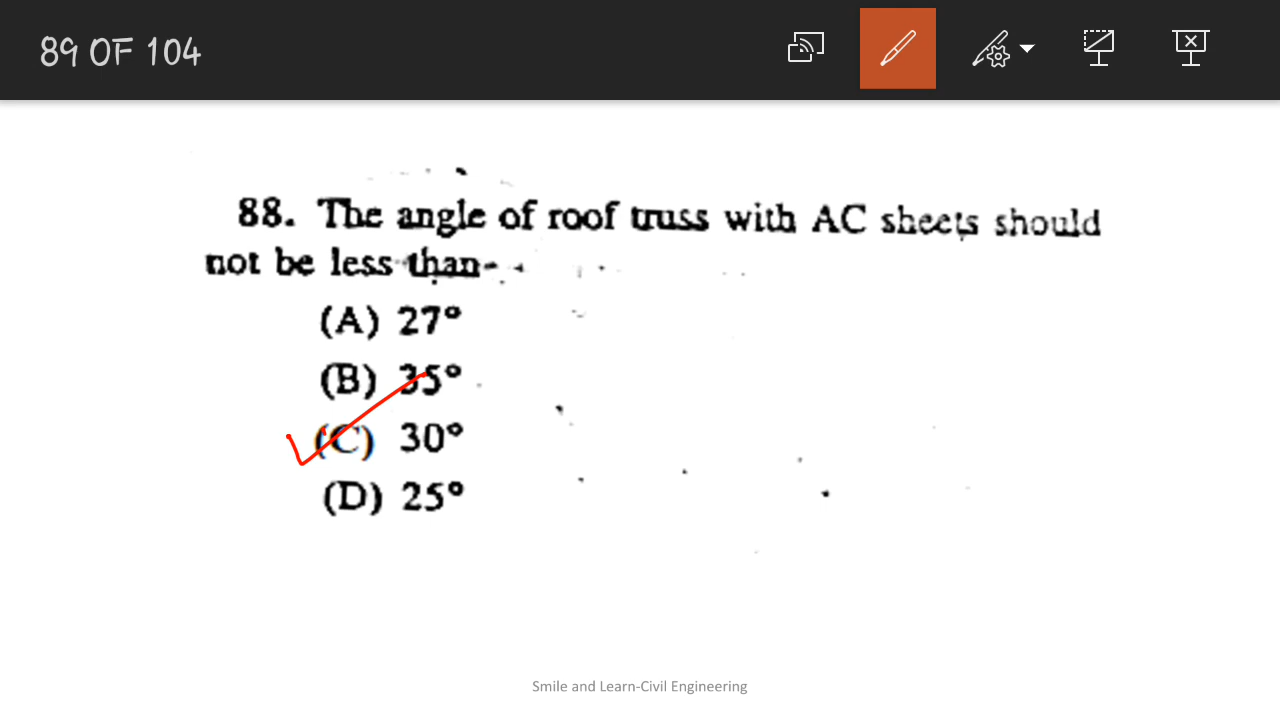 89 OF 104
88. The angle of roof truss with AC sheets should
not be less than-
(A) 27°
(B) 35°
(C) 30°
(D) 25°
Smile and Learn-Civil Engineering